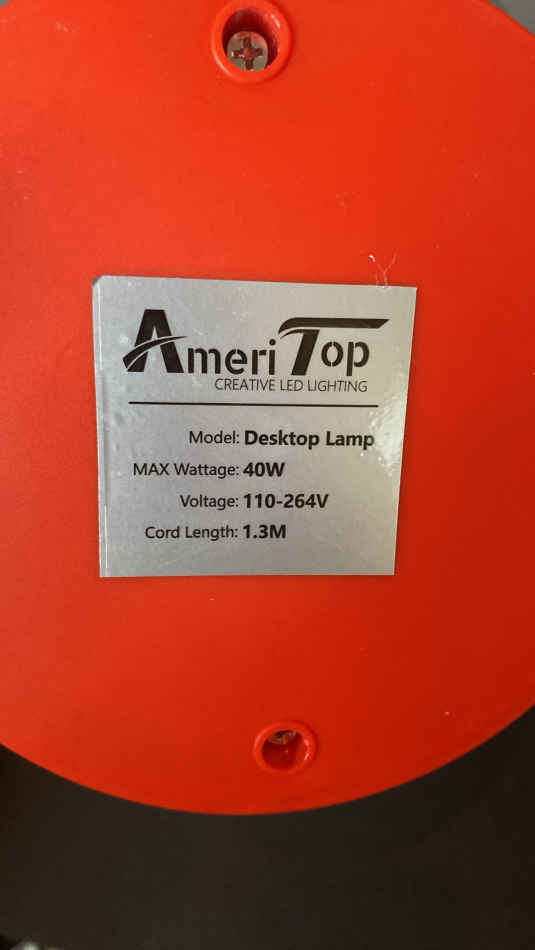 AmeriTop
CREATIVE LED LIGHTING
Model: Desktop Lamp
MAX Wattage: 40W
Voltage: 110-264V
Cord Length: 1.3M